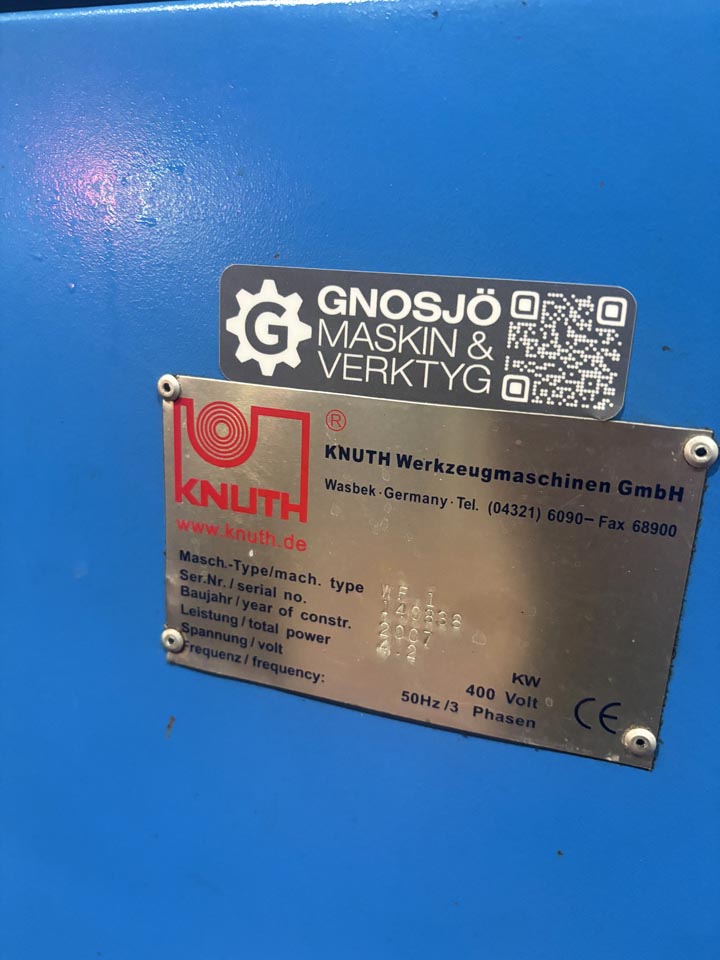 G
GNOSJÖ
MASKIN &
VERKTYG
KNUTH
®
www.knuth.de
KNUTH Werkzeugmaschinen GmbH
Wasbek · Germany · Tel. (04321) 6090– Fax 68900
Masch.-Type/mach. type WF 1
Ser.Nr. / serial no.
Baujahr / year of constr. 2007
Leistung / total power 4.2 KW
Spannung / volt 400 Volt
Frequenz / frequency: 50Hz /3 Phasen
CE